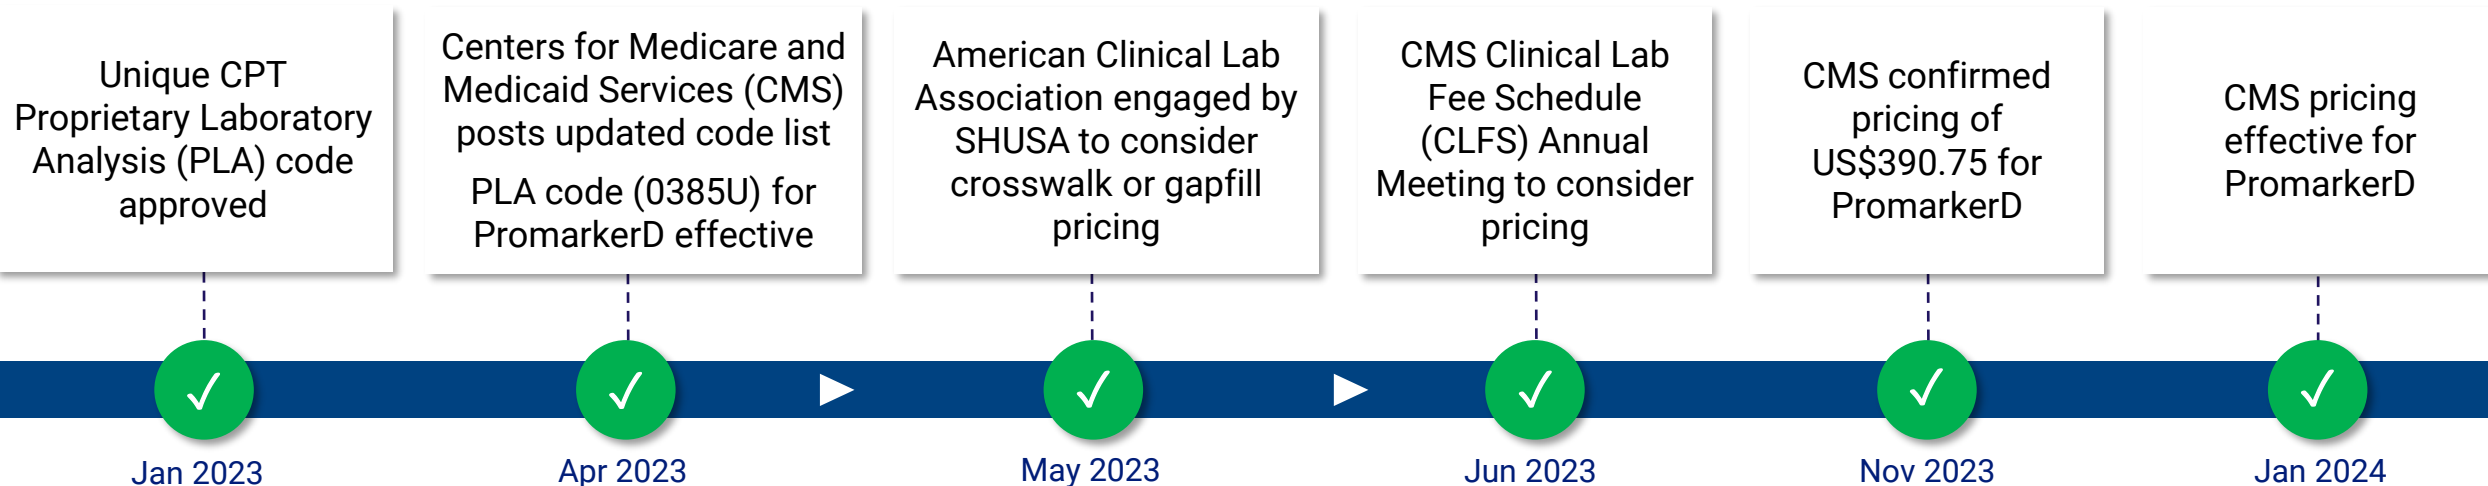 Unique CPT
Proprietary Laboratory
Analysis (PLA) code
approved
Centers for Medicare and
Medicaid Services (CMS)
posts updated code list
PLA code (0385U) for
PromarkerD effective
American Clinical Lab
Association engaged by
SHUSA to consider
crosswalk or gapfill
pricing
CMS Clinical Lab
Fee Schedule
(CLFS) Annual
Meeting to consider
pricing
CMS confirmed
pricing of
US$390.75 for
PromarkerD
CMS pricing
effective for
PromarkerD
Jan 2023
Apr 2023
May 2023
Jun 2023
Nov 2023
Jan 2024